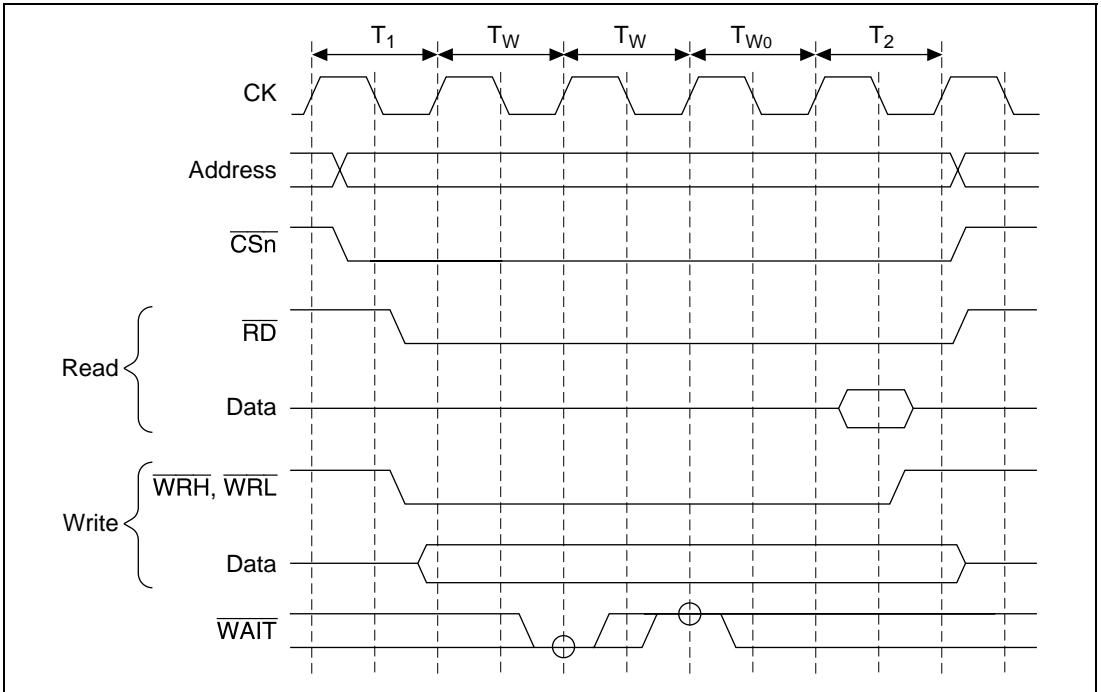 T1 TW TW TW0 T2
CK
Address
CSn
RD
Read
Data
WRH, WRL
Write
Data
WAIT